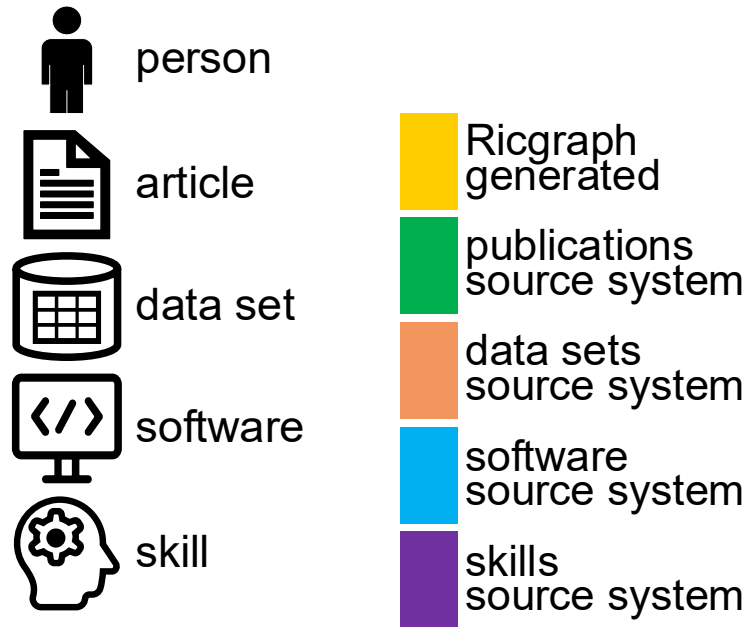 person
article
data set
software
skill
Ricgraph
generated
publications
source system
data sets
source system
software
source system
skills
source system